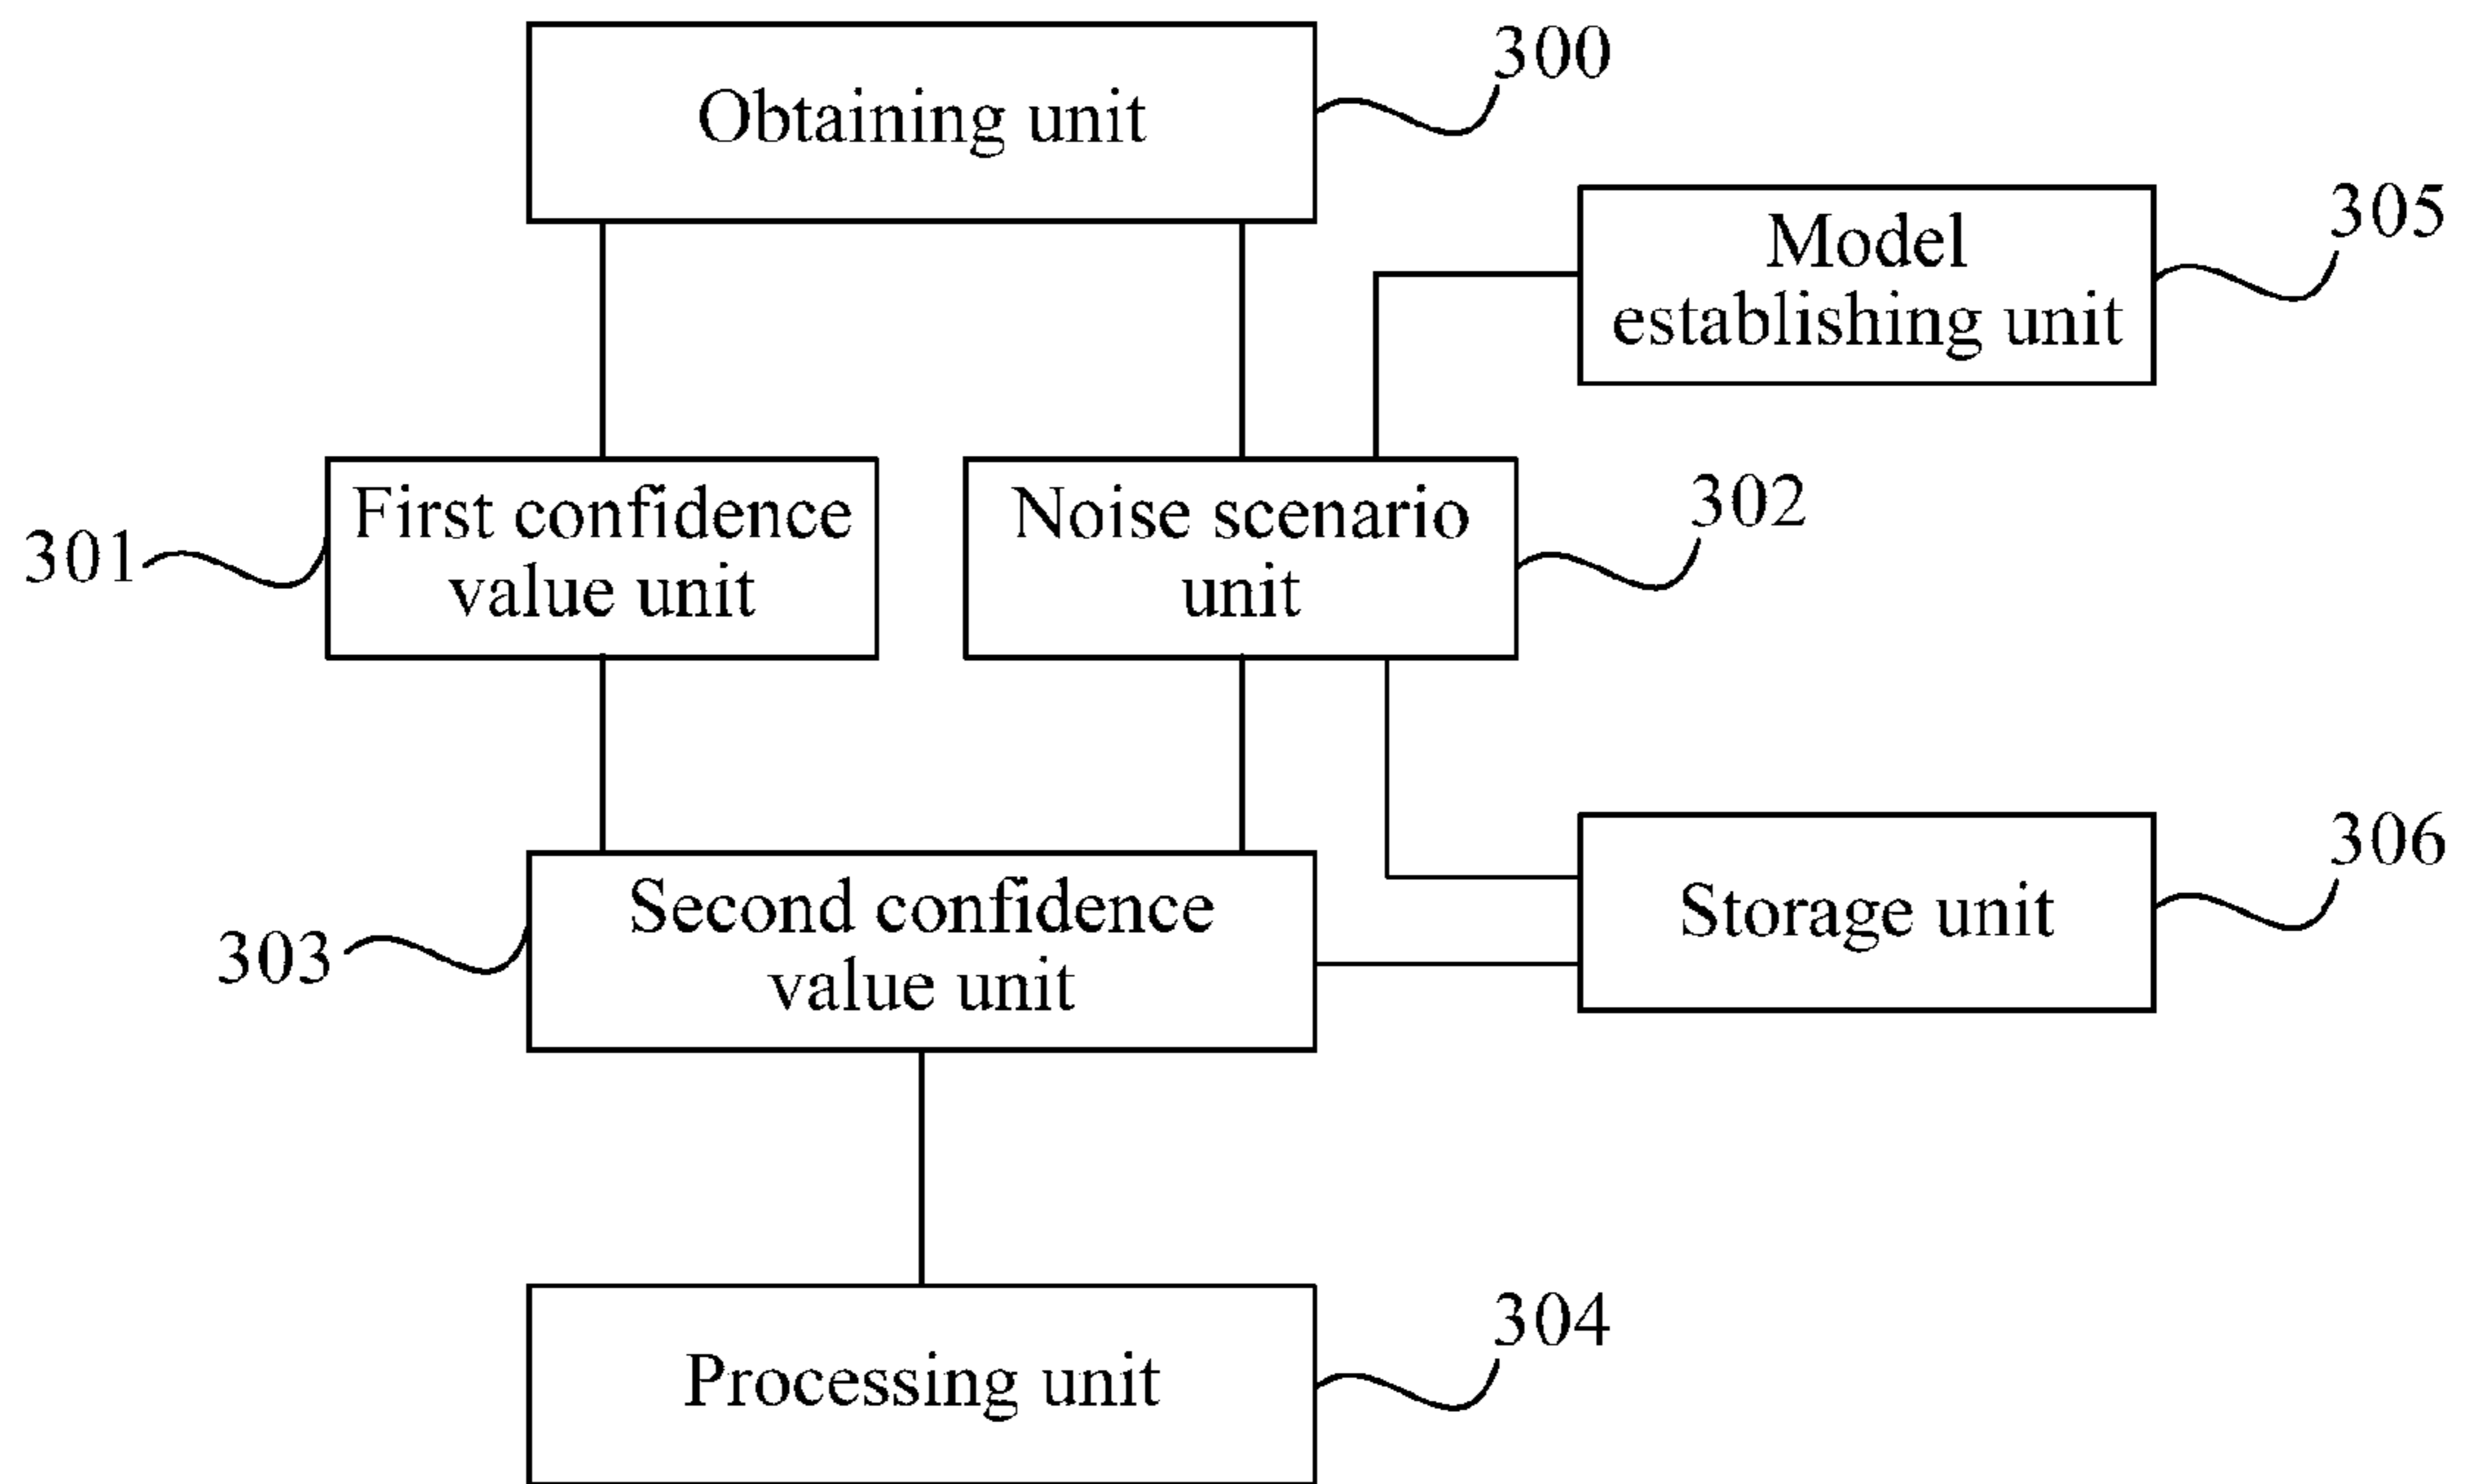 300
Obtaining unit
305
Model
establishing unit
First confidence
value unit
301
Noise scenario
unit
302
Second confidence
value unit
303
Storage unit
306
Processing unit
304